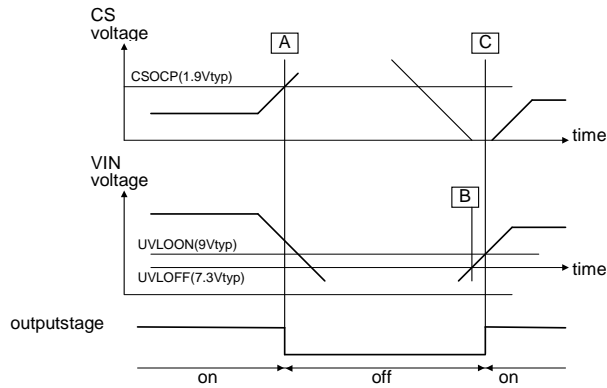 CS
voltage
A
C
CSOCP(1.9Vtyp)
time
VIN
voltage
B
UVLOON(9Vtyp)
UVLOFF(7.3Vtyp)
time
outputstage
on
off
on